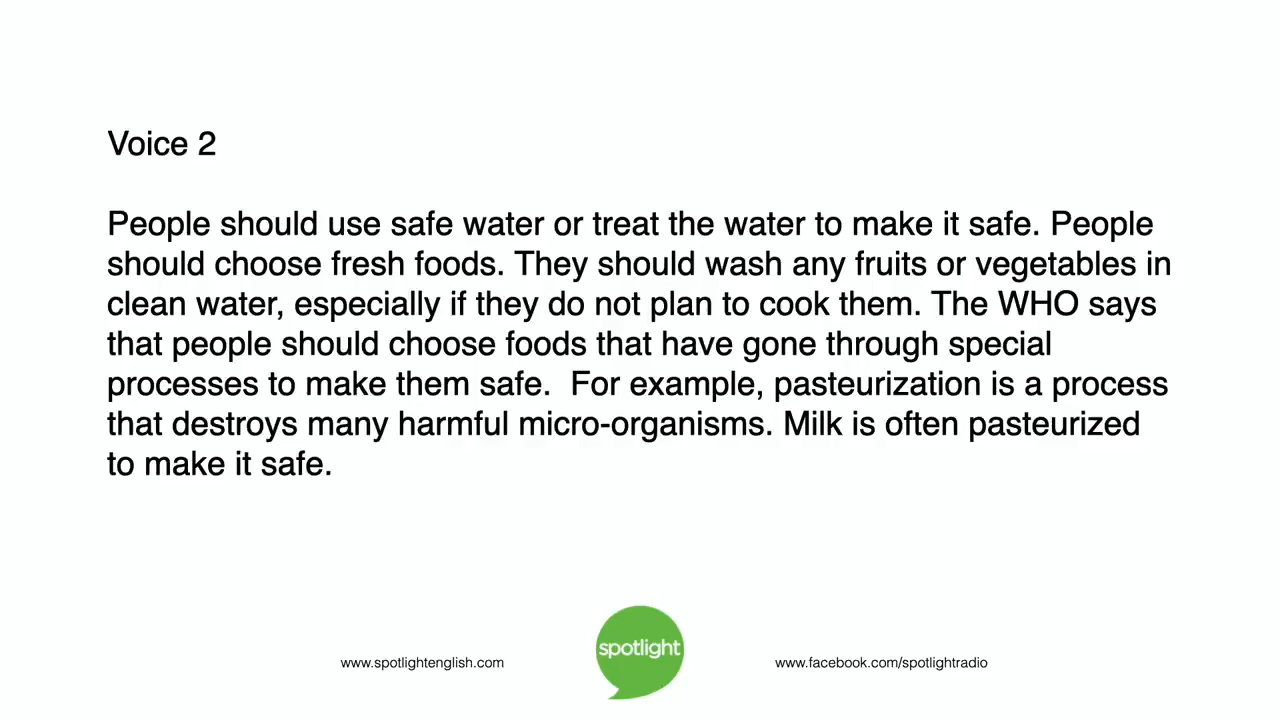 Voice 2
People should use safe water or treat the water to make it safe. People
should choose fresh foods. They should wash any fruits or vegetables in
clean water, especially if they do not plan to cook them. The WHO says
that people should choose foods that have gone through special
processes to make them safe.  For example, pasteurization is a process
that destroys many harmful micro-organisms. Milk is often pasteurized
to make it safe.
www.spotlightenglish.com
spotlight
www.facebook.com/spotlightradio